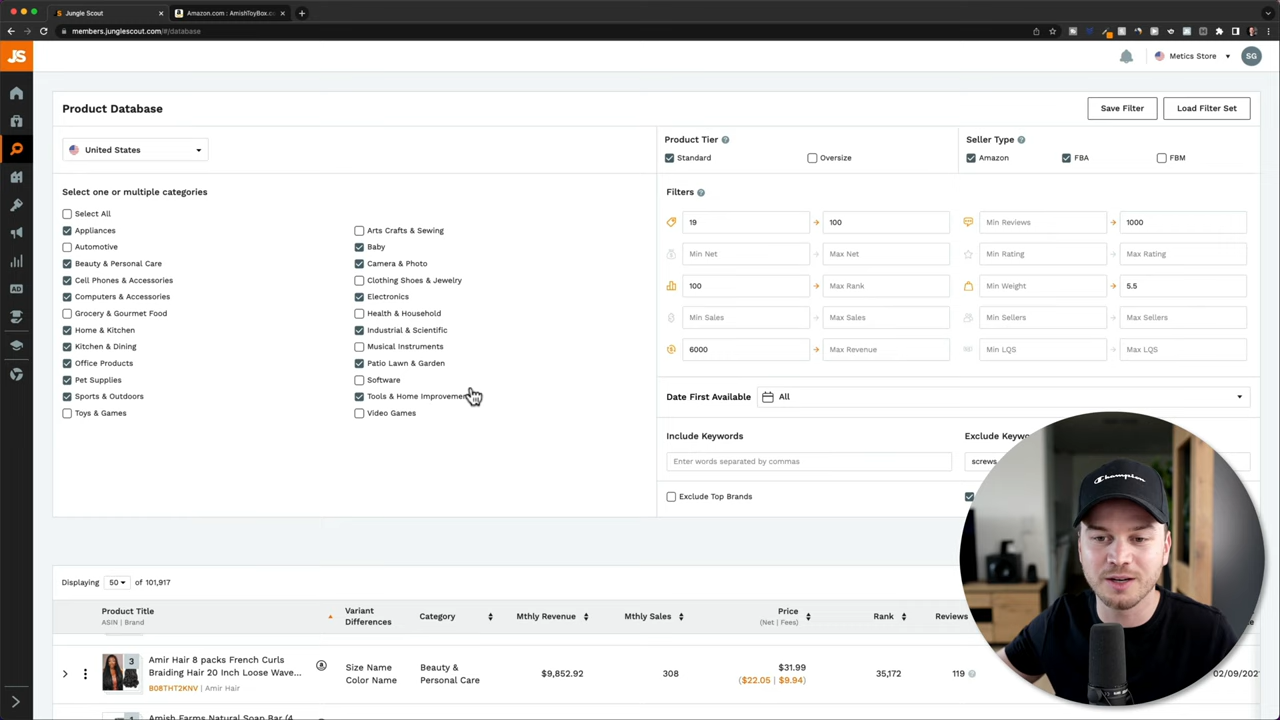 Jungle Scout
Amazon.com : AmishToyBox.c
members.junglescout.com/#/database
JS
Metics Store
SG
Product Database
Save Filter
Load Filter Set
United States
Product Tier
Standard
Oversize
Seller Type
Amazon
FBA
FBM
Select one or multiple categories
Select All
Appliances
Arts Crafts & Sewing
Automotive
Baby
Beauty & Personal Care
Camera & Photo
Cell Phones & Accessories
Clothing Shoes & Jewelry
Computers & Accessories
Electronics
Grocery & Gourmet Food
Health & Household
Home & Kitchen
Industrial & Scientific
Kitchen & Dining
Musical Instruments
Office Products
Patio Lawn & Garden
Pet Supplies
Software
Sports & Outdoors
Tools & Home Improvemen
Toys & Games
Video Games
Filters
19
100
Min Reviews
1000
Min Net
Max Net
Min Rating
Max Rating
100
Max Rank
Min Weight
5.5
Min Sales
Max Sales
Min Sellers
Max Sellers
6000
Max Revenue
Min LQS
Max LQS
Date First Available
All
Include Keywords
Exclude Keywo
Enter words separated by commas
screws
Exclude Top Brands
Champion
AD
Displaying
50
of 101,917
Product Title
ASIN | Brand
Variant
Differences
Category
Mthly Revenue
Mthly Sales
Price
(Net | Fees)
Rank
Reviews
3
Amir Hair 8 packs French Curls
Braiding Hair 20 Inch Loose Wave...
B08THT2KNV | Amir Hair
Size Name
Color Name
Beauty &
Personal Care
$9,852.92
308
$31.99
($22.05 | $9.94)
35,172
119
02/09/202
Amish Farms Natural Soap Bar (4